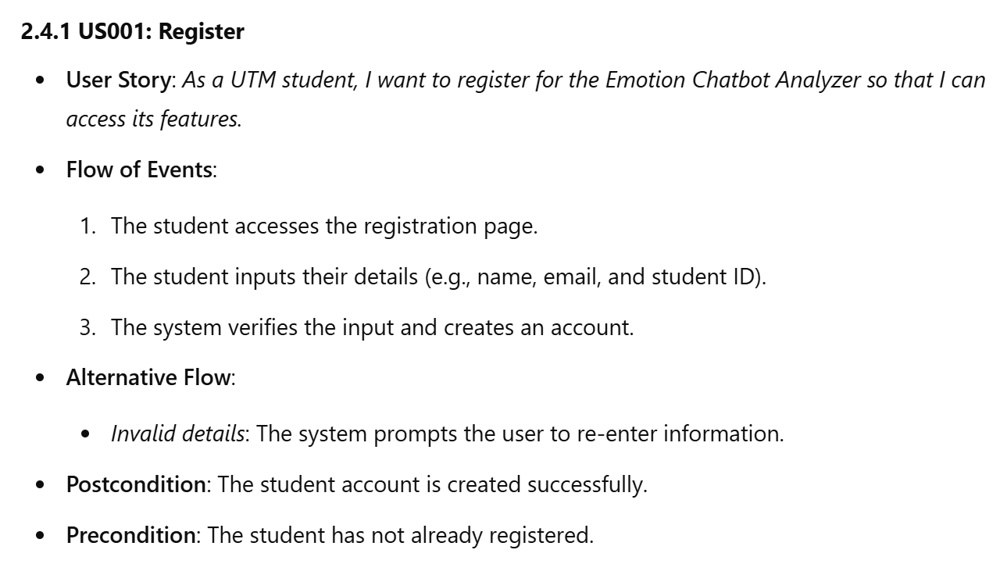 2.4.1 US001: Register
• User Story: As a UTM student, I want to register for the Emotion Chatbot Analyzer so that I can
access its features.
• Flow of Events:
1. The student accesses the registration page.
2. The student inputs their details (e.g., name, email, and student ID).
3. The system verifies the input and creates an account.
• Alternative Flow:
• Invalid details: The system prompts the user to re-enter information.
• Postcondition: The student account is created successfully.
• Precondition: The student has not already registered.